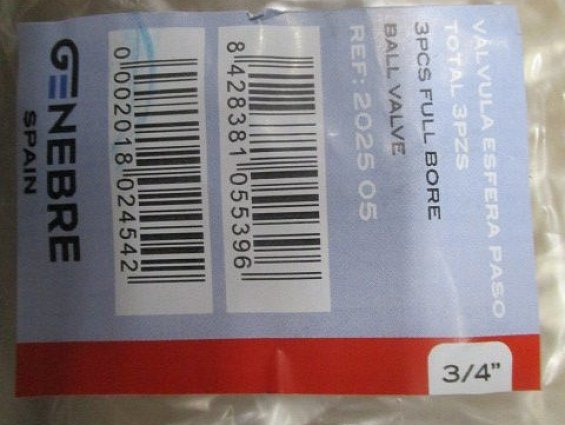 VÁLVULA ESFERA PASO
TOTAL 3PZS
3PCS FULL BORE
BALL VALVE
REF: 2025 05
8 428381 055396
0 002018 024542
GENEBRE
SPAIN
3/4"